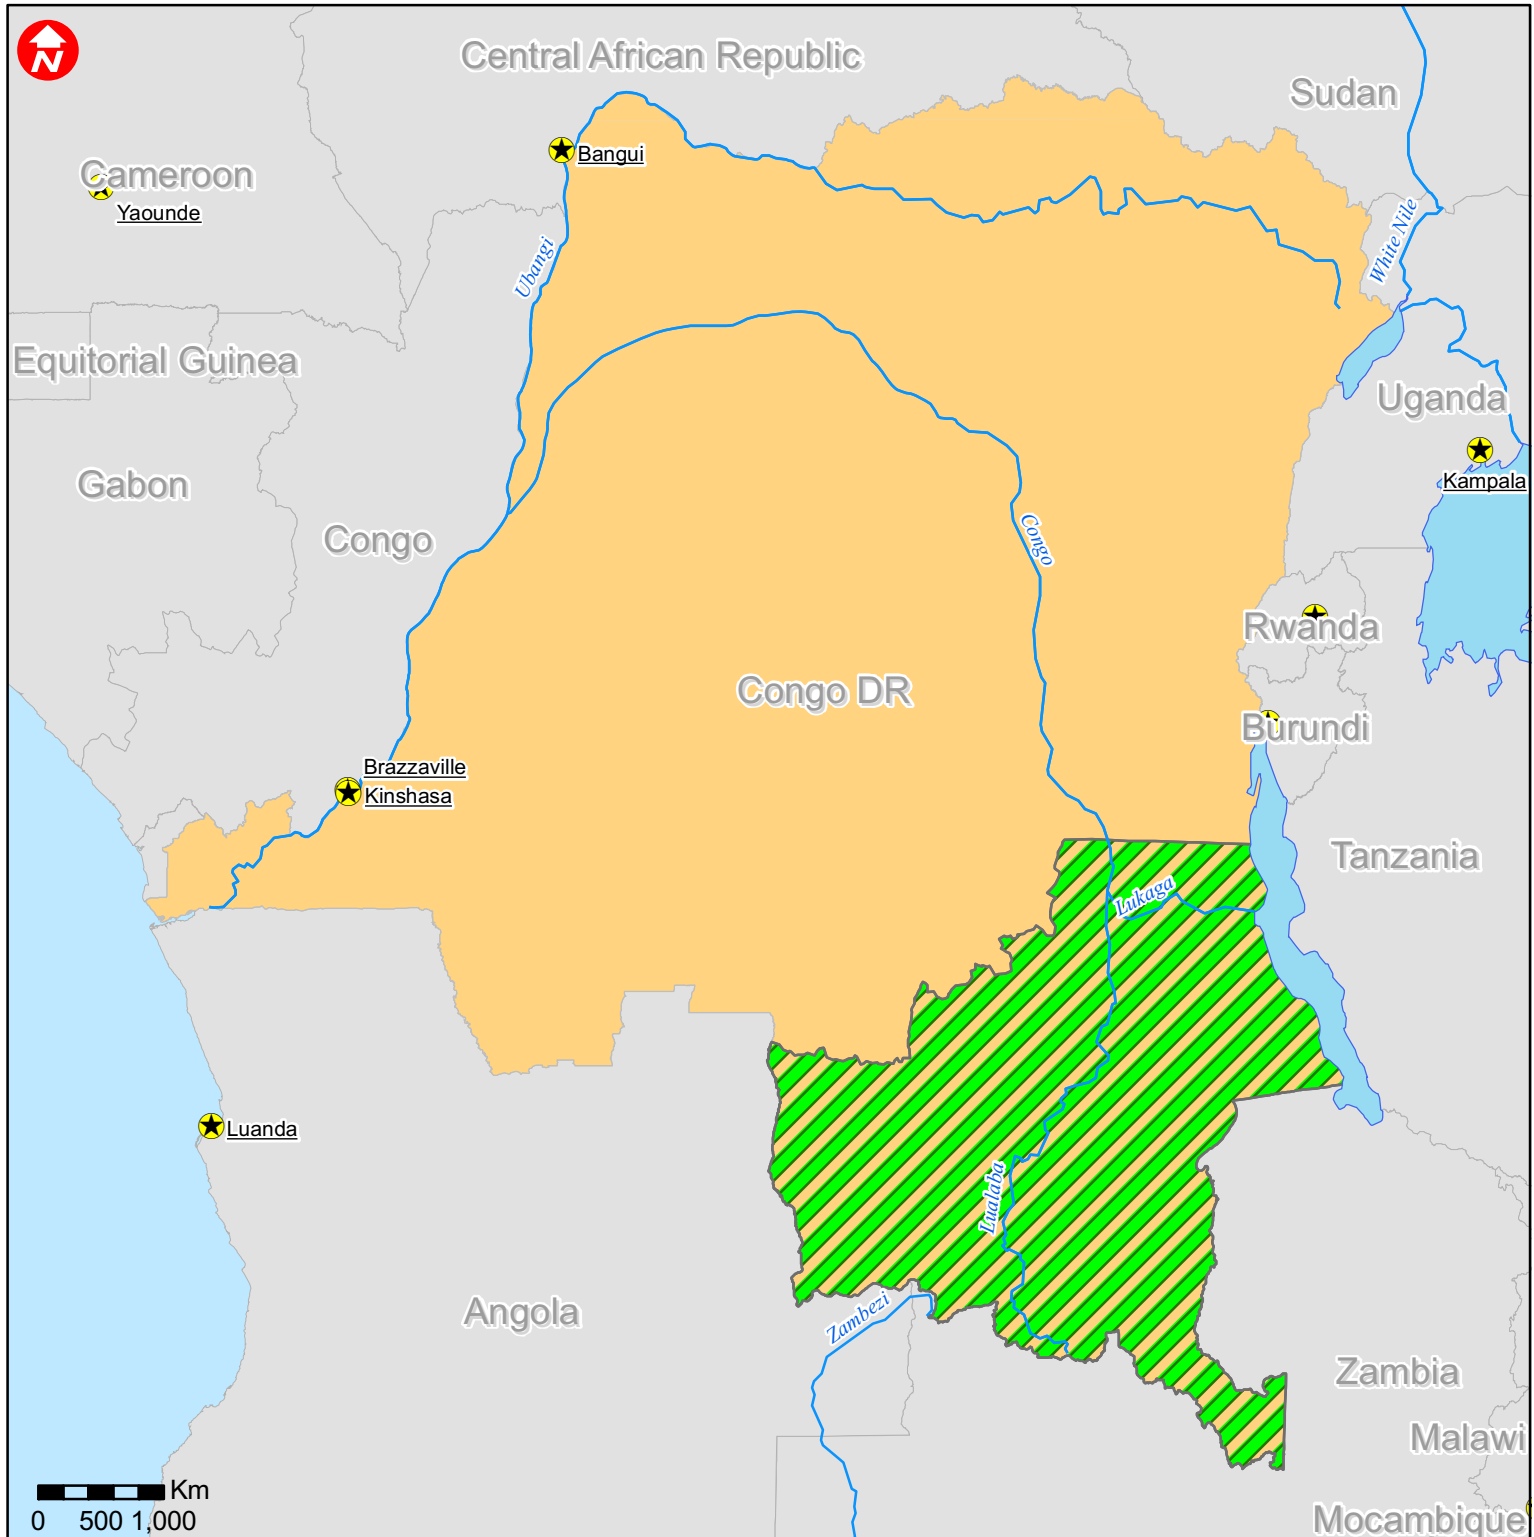 N
Central African Republic
Sudan
Bangui
Cameroon
Yaounde
White Nile
Ubangi
Equitorial Guinea
Uganda
Kampala
Gabon
Congo
Congo
Rwanda
Congo DR
Burundi
Brazzaville
Kinshasa
Tanzania
Lukaga
Luanda
Lualaba
Angola
Zambezi
Zambia
Malawi
Km
0 500 1,000
Mocambique